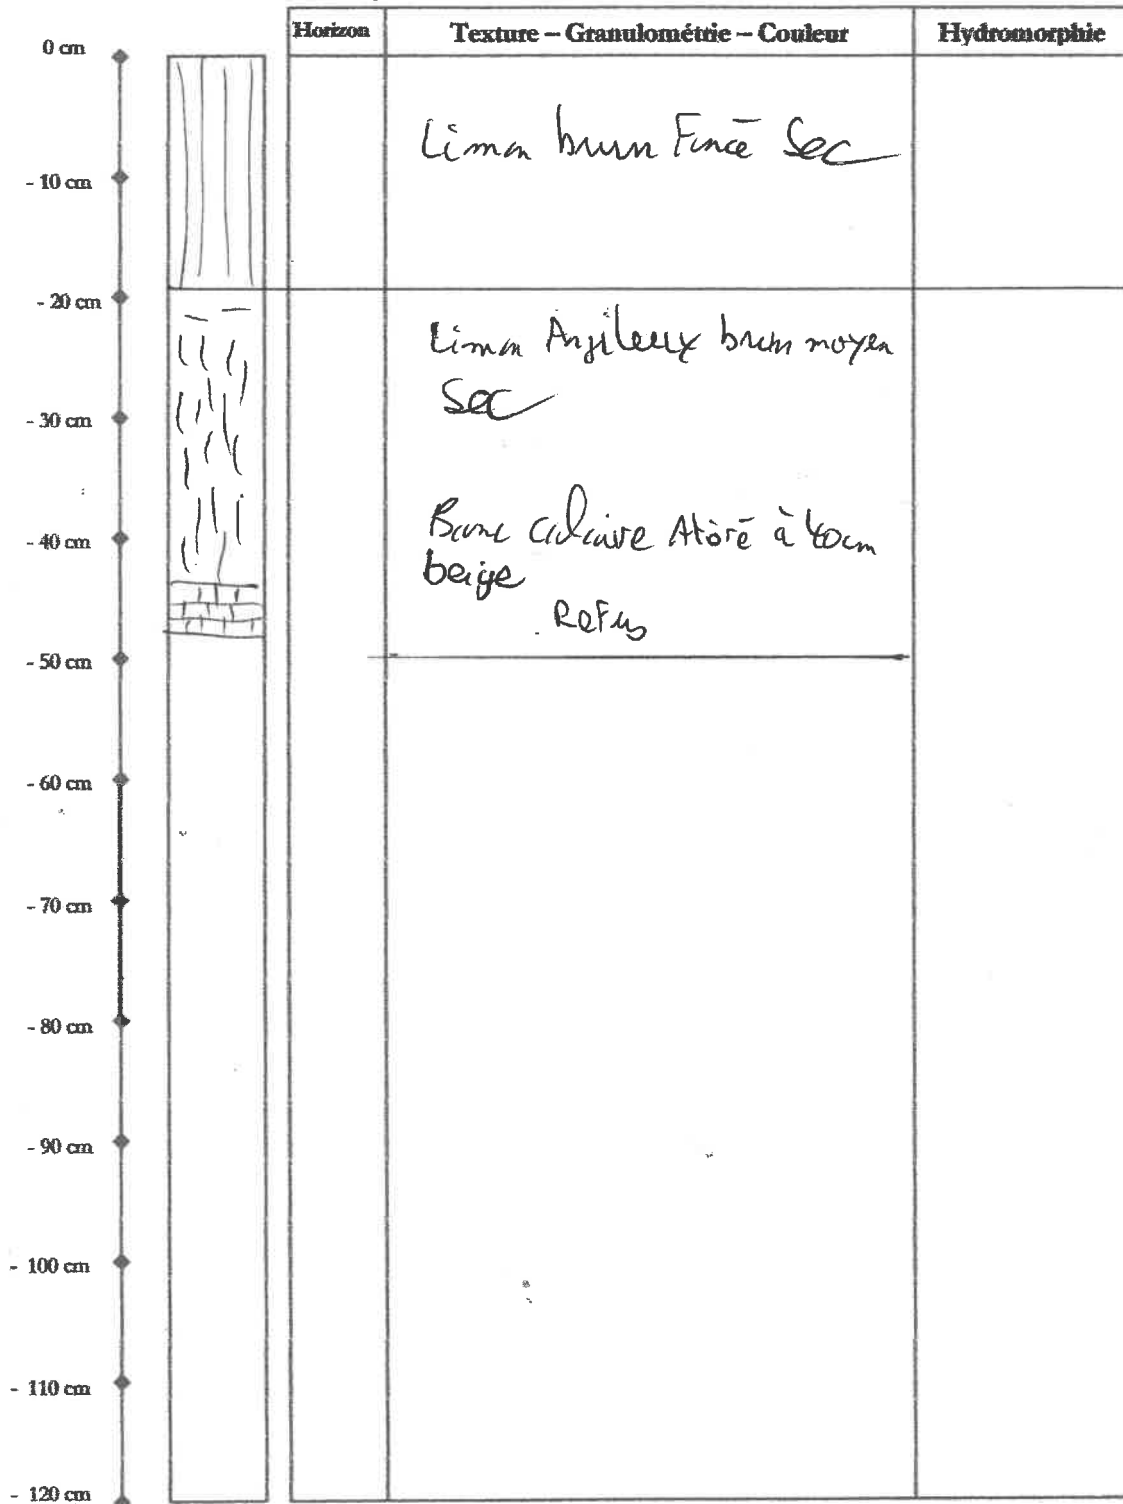 Horizon Texture – Granulométrie – Couleur Hydromorphie
0 cm
Limon brun Foncé Sec
- 10 cm
- 20 cm
Limon Argileux brun moyen
Sec
- 30 cm
Banc calcaire Altéré à 40cm
- 40 cm
beige
Refus
- 50 cm
- 60 cm
- 70 cm
- 80 cm
- 90 cm
- 100 cm
- 110 cm
- 120 cm